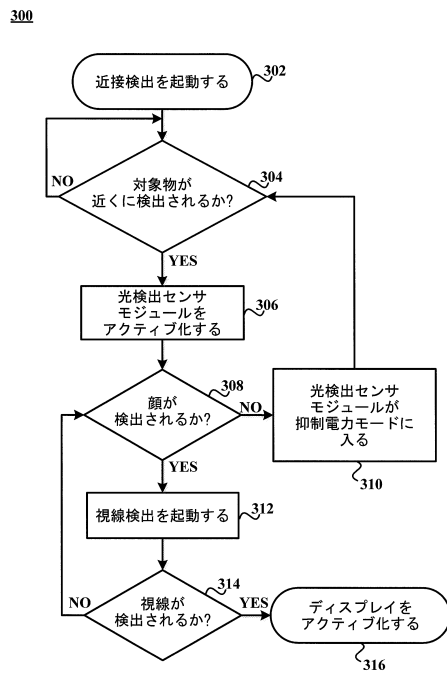 300
近接検出を起動する
302
対象物が
近くに検出されるか?
304
NO
YES
光検出センサ
モジュールを
アクティブ化する
306
顔が
検出されるか?
308
NO
YES
光検出センサ
モジュールが
抑制電力モードに
入る
310
視線検出を起動する
312
視線が
検出されるか?
314
NO
YES
ディスプレイを
アクティブ化する
316